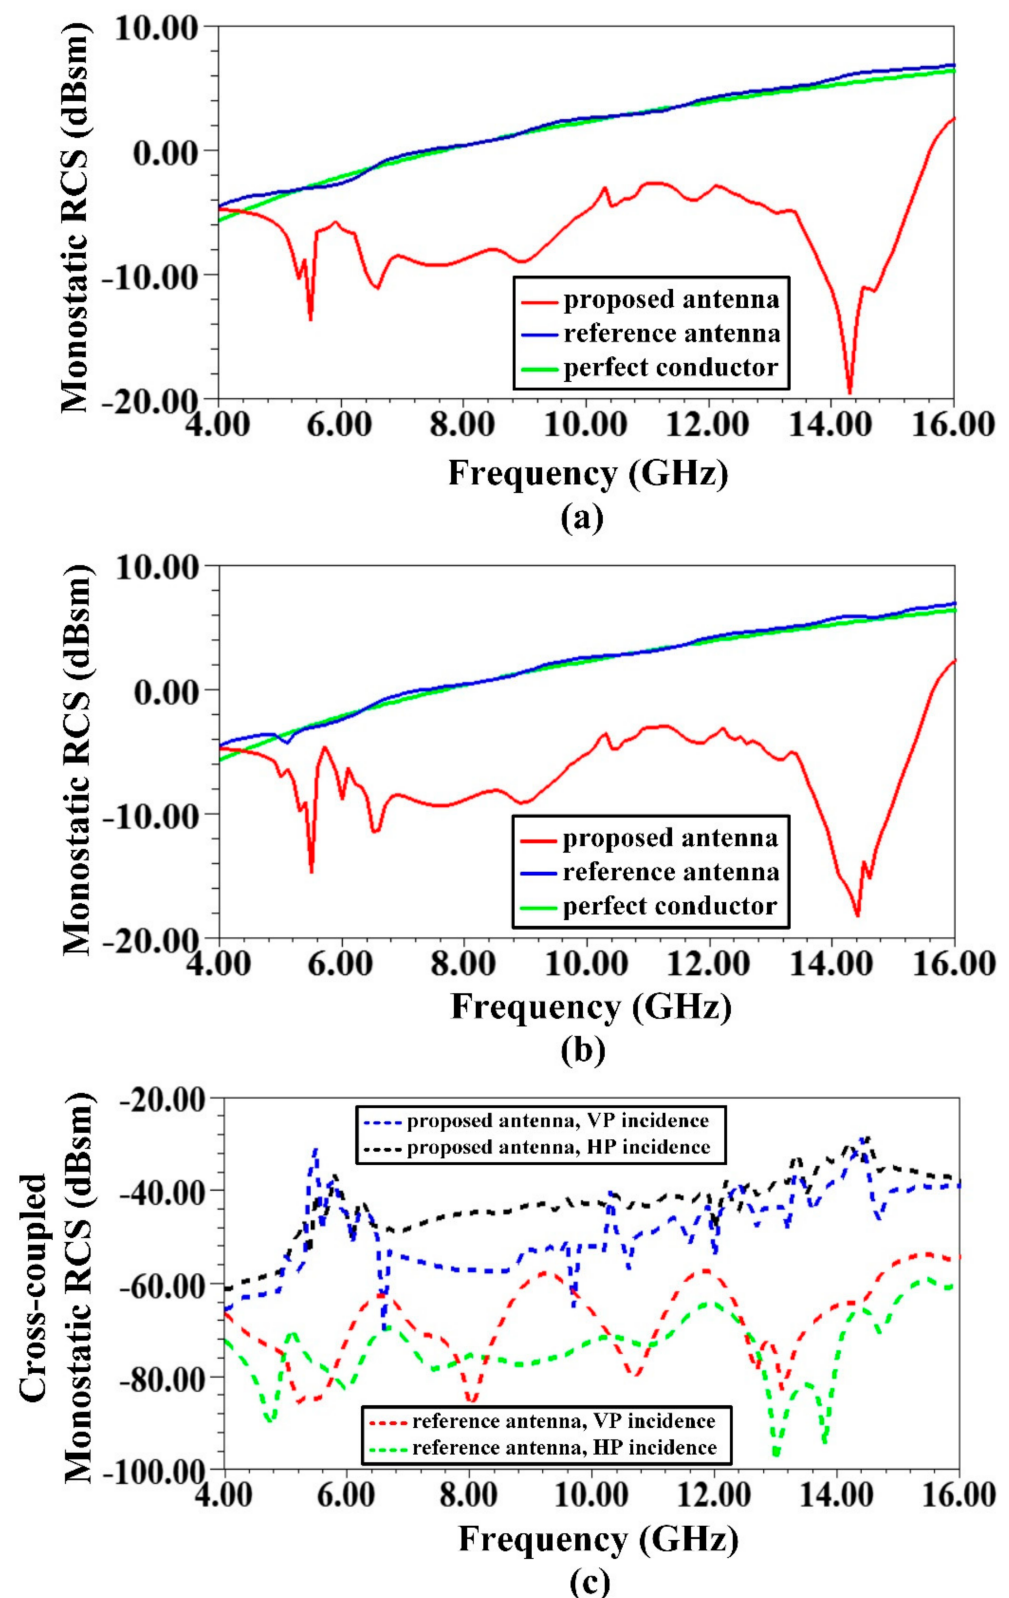 10.00
0.00
-10.00
-20.00
Monostatic RCS (dBsm)
proposed antenna
reference antenna
perfect conductor
4.00 6.00 8.00 10.00 12.00 14.00 16.00
Frequency (GHz)
(a)
10.00
0.00
-10.00
-20.00
Monostatic RCS (dBsm)
proposed antenna
reference antenna
perfect conductor
4.00 6.00 8.00 10.00 12.00 14.00 16.00
Frequency (GHz)
(b)
-20.00
-40.00
-60.00
-80.00
-100.00
Cross-coupled
Monostatic RCS (dBsm)
proposed antenna, VP incidence
proposed antenna, HP incidence
reference antenna, VP incidence
reference antenna, HP incidence
4.00 6.00 8.00 10.00 12.00 14.00 16.00
Frequency (GHz)
(c)